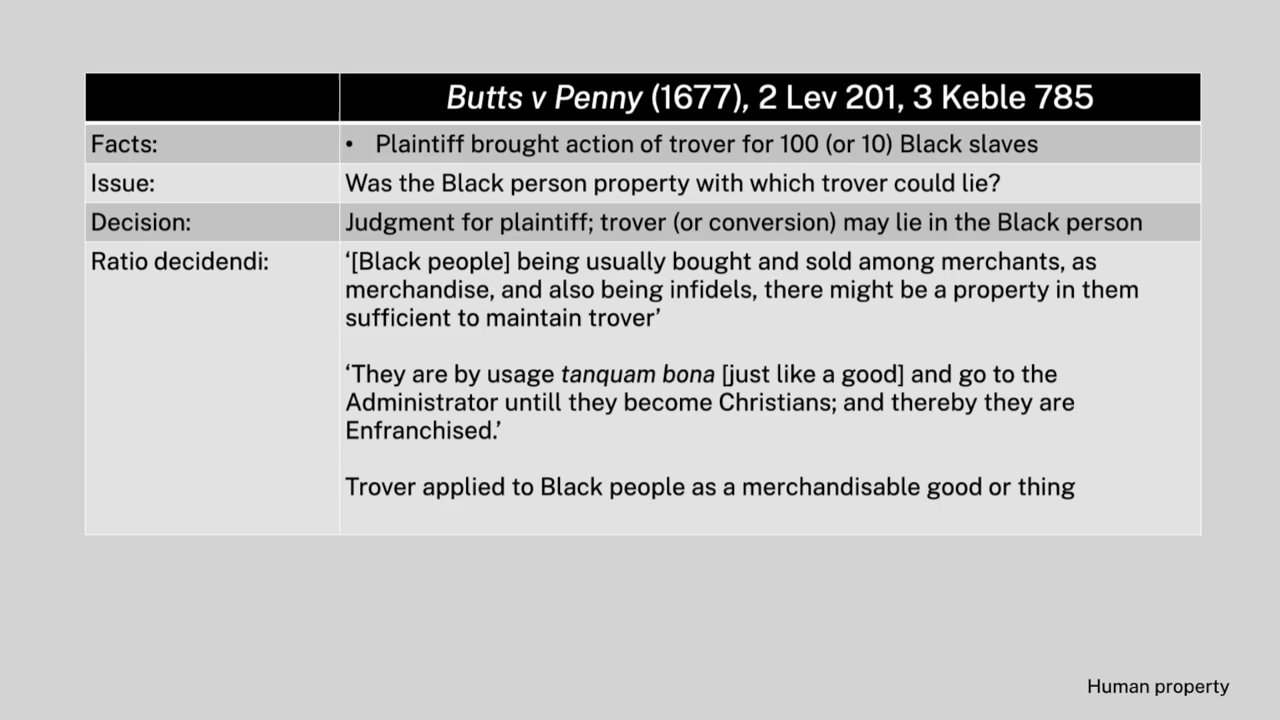 Butts v Penny (1677), 2 Lev 201, 3 Keble 785
Facts:
• Plaintiff brought action of trover for 100 (or 10) Black slaves
Issue:
Was the Black person property with which trover could lie?
Decision:
Judgment for plaintiff; trover (or conversion) may lie in the Black person
Ratio decidendi:
‘[Black people] being usually bought and sold among merchants, as
merchandise, and also being infidels, there might be a property in them
sufficient to maintain trover’
‘They are by usage tanquam bona [just like a good] and go to the
Administrator untill they become Christians; and thereby they are
Enfranchised.’
Trover applied to Black people as a merchandisable good or thing
Human property